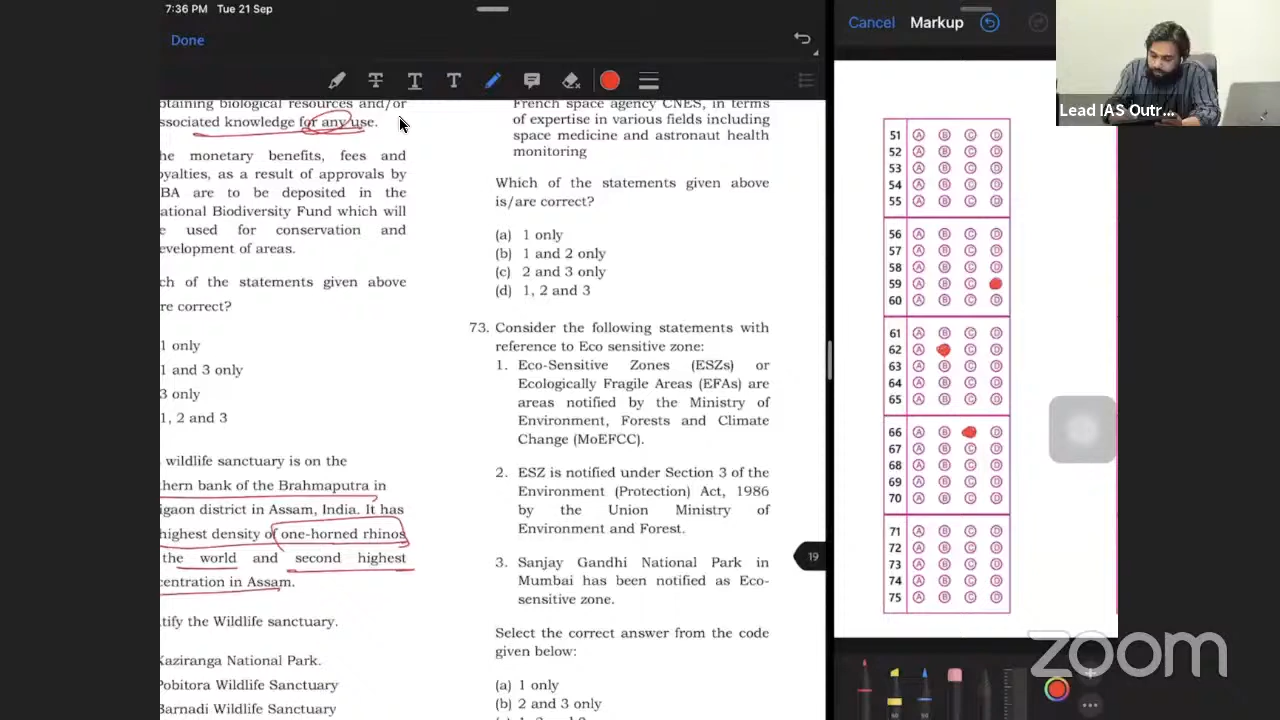 7:36 PM Tue 21 Sep
Done
T
T
btaining biological resources and/or
ssociated knowledge for any use.
he monetary benefits, fees and
oyalties, as a result of approvals by
BA are to be deposited in the
ational Biodiversity Fund which will
e used for conservation and
evelopment of areas.
ch of the statements given above
re correct?
1 only
1 and 3 only
3 only
1, 2 and 3
wildlife sanctuary is on the
hern bank of the Brahmaputra in
igaon district in Assam, India. It has
highest density of one-horned rhinos
the world and second highest
centration in Assam.
tify the Wildlife sanctuary.
Kaziranga National Park.
Pobitora Wildlife Sanctuary
Barnadi Wildlife Sanctuary
French space agency CNES, in terms
of expertise in various fields including
space medicine and astronaut health
monitoring
Which of the statements given above
is/are correct?
(a) 1 only
(b) 1 and 2 only
(c) 2 and 3 only
(d) 1, 2 and 3
73. Consider the following statements with
reference to Eco sensitive zone:
1. Eco-Sensitive Zones (ESZs) or
Ecologically Fragile Areas (EFAs) are
areas notified by the Ministry of
Environment, Forests and Climate
Change (MoEFCC).
2. ESZ is notified under Section 3 of the
Environment (Protection) Act, 1986
by the Union Ministry of
Environment and Forest.
3. Sanjay Gandhi National Park in
Mumbai has been notified as Eco-
sensitive zone.
Select the correct answer from the code
given below:
(a) 1 only
(b) 2 and 3 only
19
Cancel Markup
Lead IAS Outr...
51 A B C D
52 A B C D
53 A B C D
54 A B C D
55 A B C D
56 A B C D
57 A B C D
58 A B C D
59 A B C
60 A B C D
61 A B C D
62 A C D
63 A B C D
64 A B C D
65 A B C D
66 A B D
67 A B C D
68 A B C D
69 A B C D
70 A B C D
71 A B C D
72 A B C D
73 A B C D
74 A B C D
75 A B C D
zoom